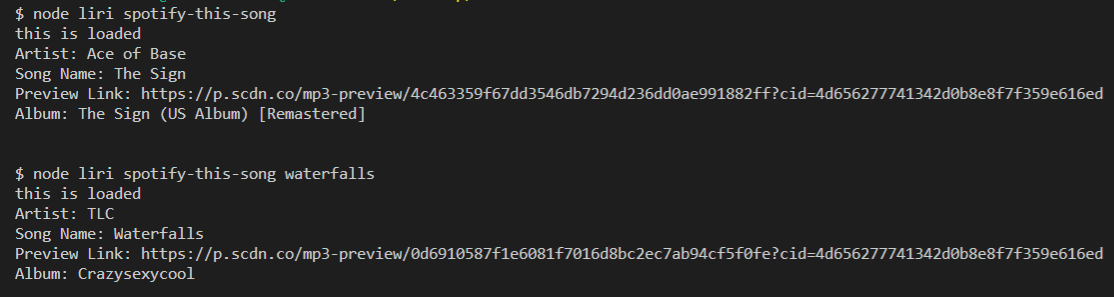 $ node liri spotify-this-song
this is loaded
Artist: Ace of Base
Song Name: The Sign
Preview Link: https://p.scdn.co/mp3-preview/4c463359f67dd3546db7294d236dd0ae991882ff?cid=4d656277741342d0b8e8f7f359e616ed
Album: The Sign (US Album) [Remastered]
$ node liri spotify-this-song waterfalls
this is loaded
Artist: TLC
Song Name: Waterfalls
Preview Link: https://p.scdn.co/mp3-preview/0d6910587f1e6081f7016d8bc2ec7ab94cf5f0fe?cid=4d656277741342d0b8e8f7f359e616ed
Album: Crazysexycool